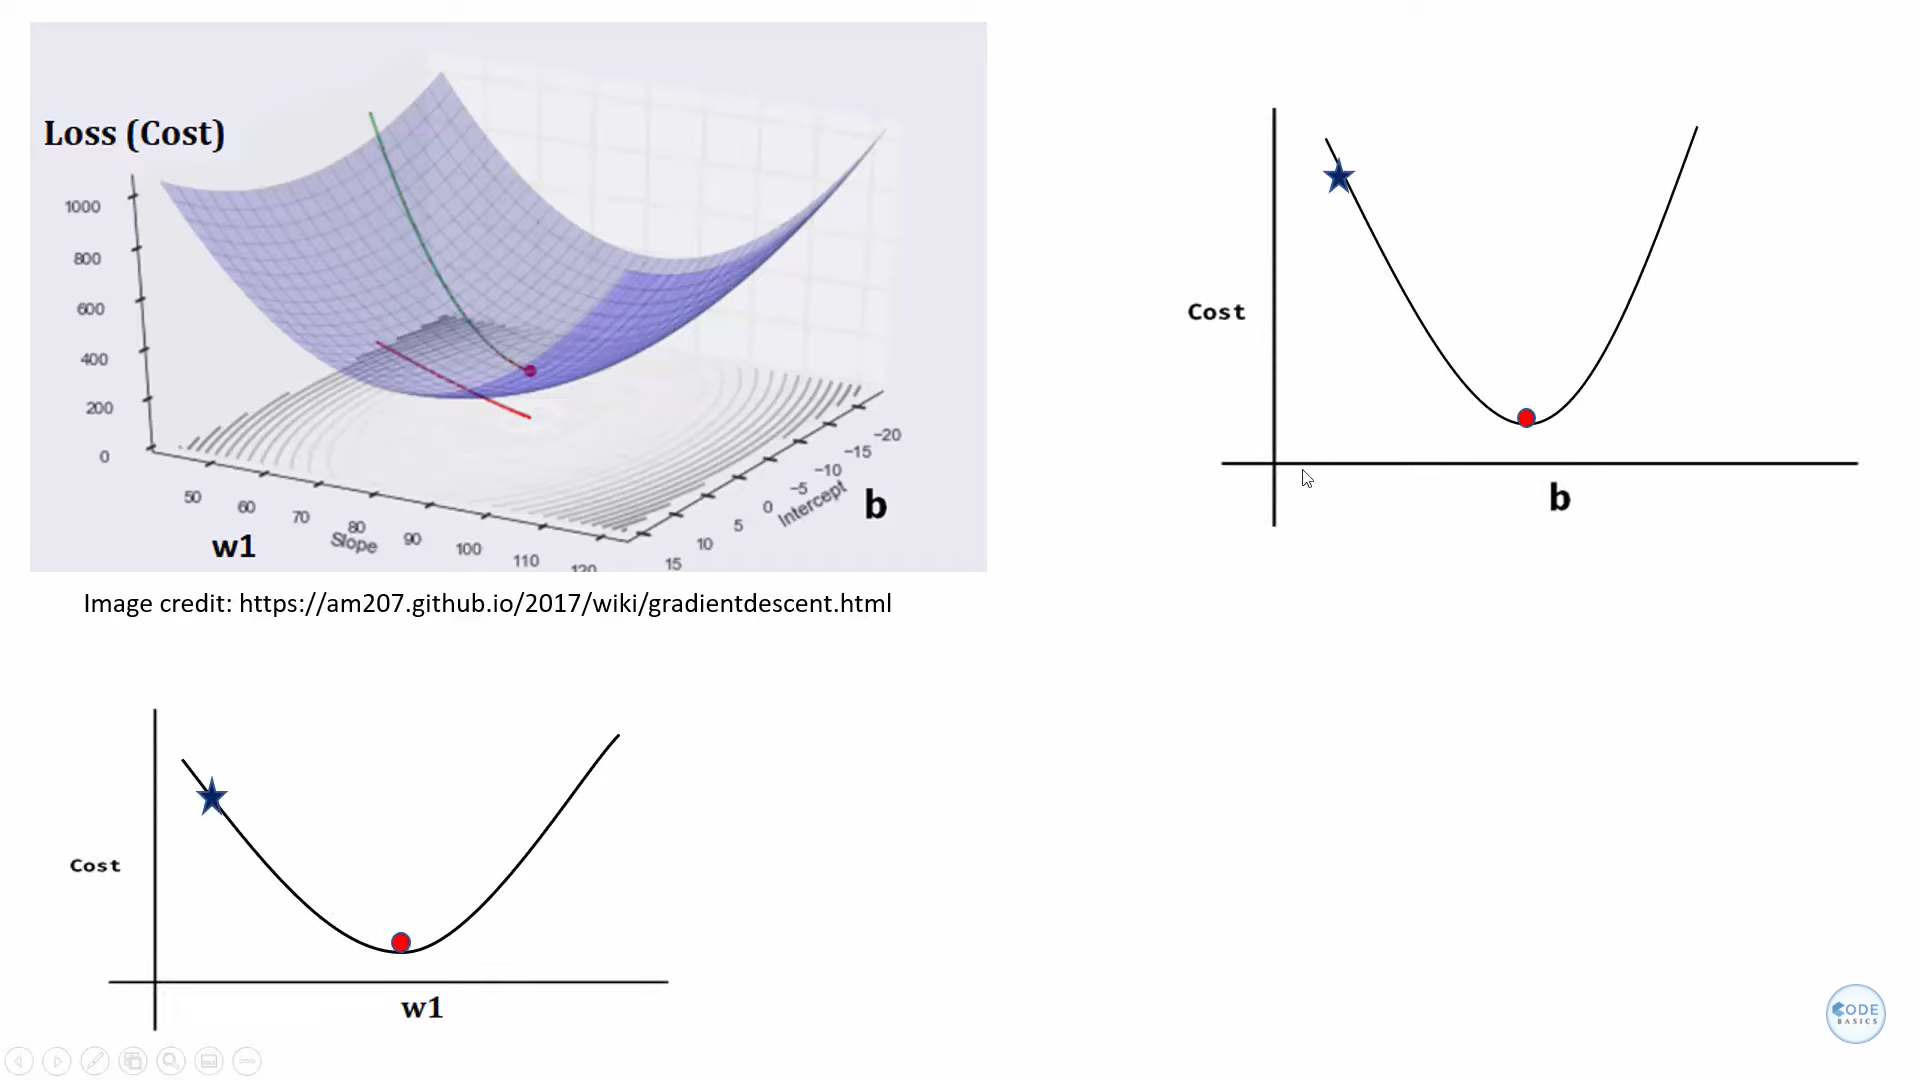 Loss (Cost)
1000
800
600
400
200
0
50
60
70
80
90
100
110
120
Slope
w1
−20
−15
−10
−5
0
5
10
15
Intercept
b
Image credit: https://am207.github.io/2017/wiki/gradientdescent.html
Cost
b
Cost
w1
CODE
BASICS